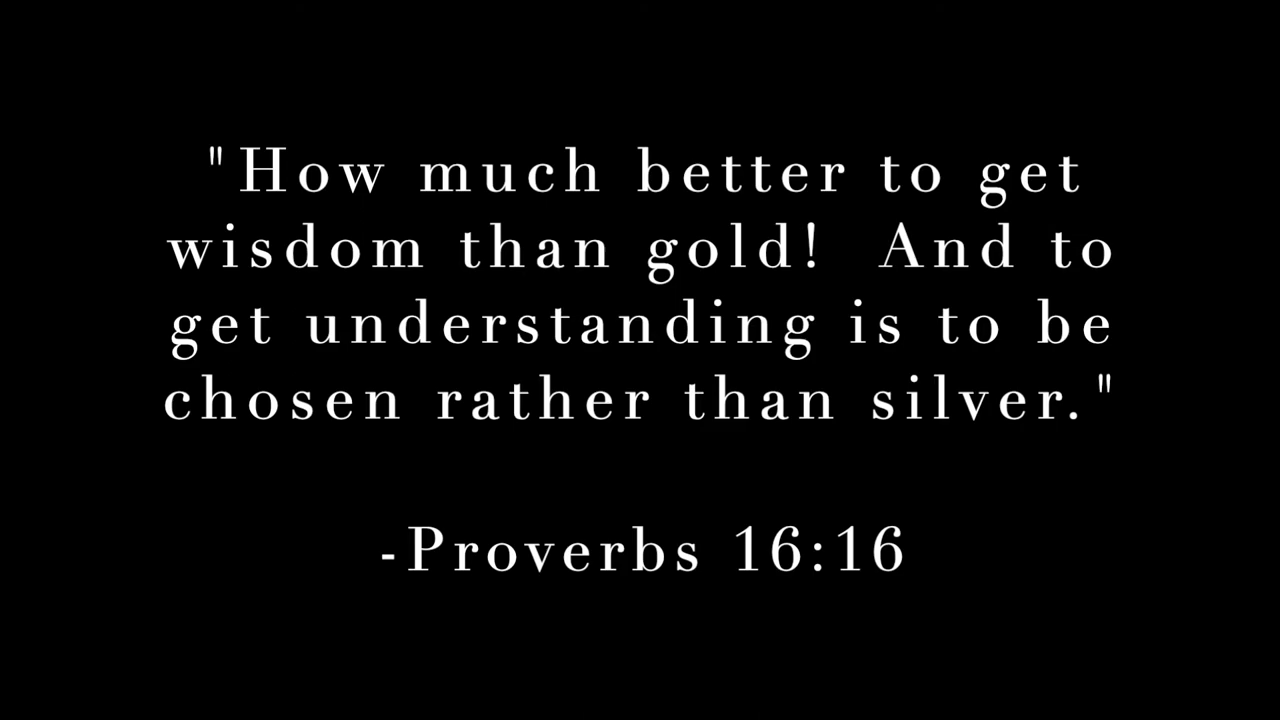 "How much better to get
wisdom than gold!  And to
get understanding is to be
chosen rather than silver."
-Proverbs 16:16